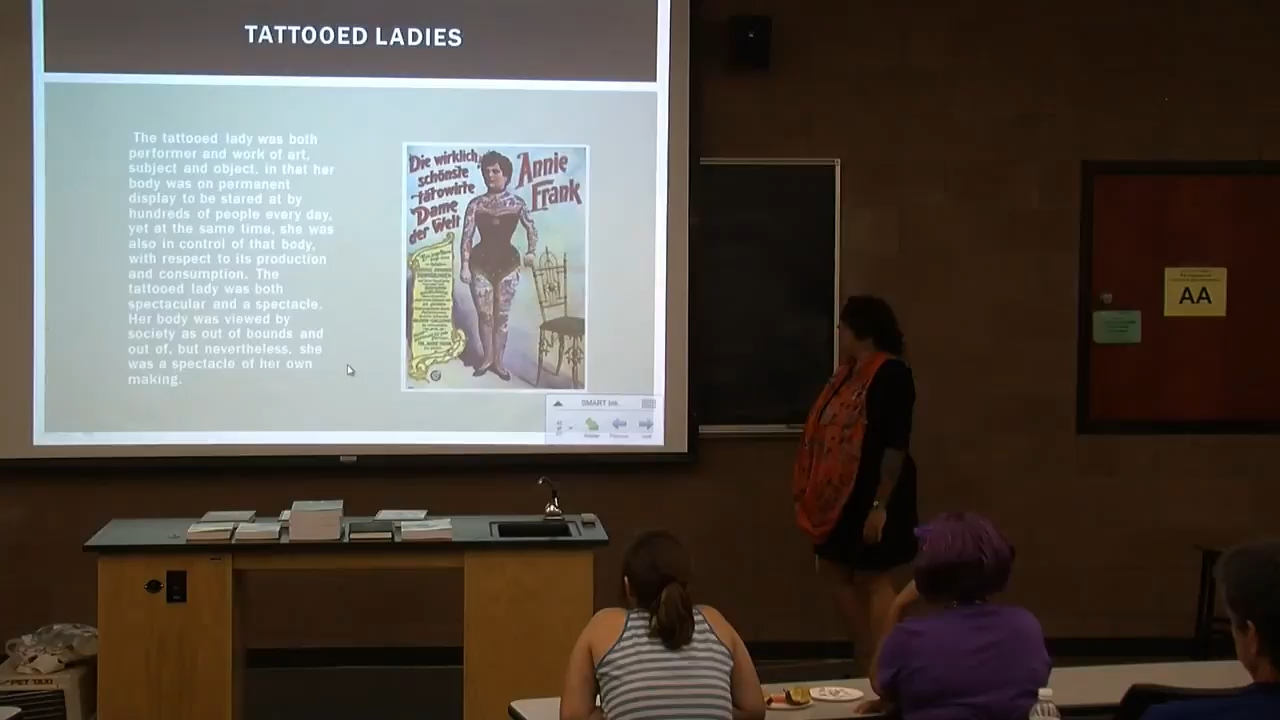 TATTOOED LADIES
The tattooed lady was both
performer and work of art,
subject and object, in that her
body was on permanent
display to be stared at by
hundreds of people every day,
yet at the same time, she was
also in control of that body,
with respect to its production
and consumption. The
tattooed lady was both
spectacular and a spectacle.
Her body was viewed by
society as out of bounds and
out of, but nevertheless, she
was a spectacle of her own
making.
Die wirklich
schönste
tätowirte
Dame
der Welt
Annie
Frank
SMART Ink
AA
PET TAXI